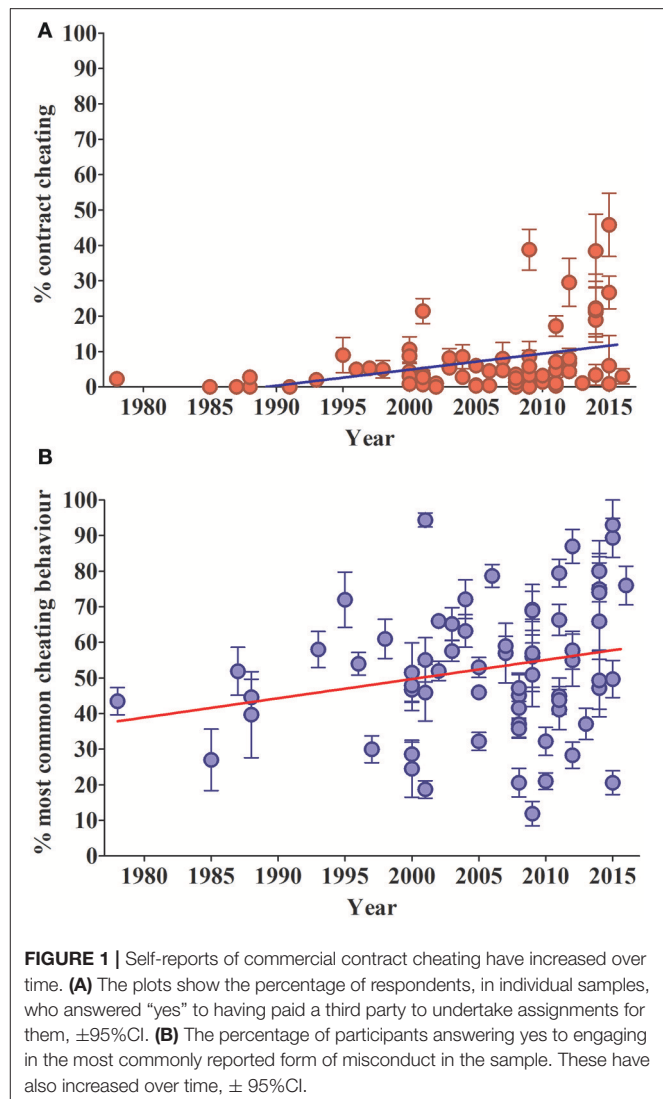 A
100
90
80
70
60
50
40
30
20
10
0
% contract cheating
1980 1985 1990 1995 2000 2005 2010 2015
Year
B
100
90
80
70
60
50
40
30
20
10
0
% most common cheating behaviour
1980 1985 1990 1995 2000 2005 2010 2015
Year
FIGURE 1 | Self-reports of commercial contract cheating have increased over
time. (A) The plots show the percentage of respondents, in individual samples,
who answered “yes” to having paid a third party to undertake assignments for
them, ±95%CI. (B) The percentage of participants answering yes to engaging
in the most commonly reported form of misconduct in the sample. These have
also increased over time, ± 95%CI.